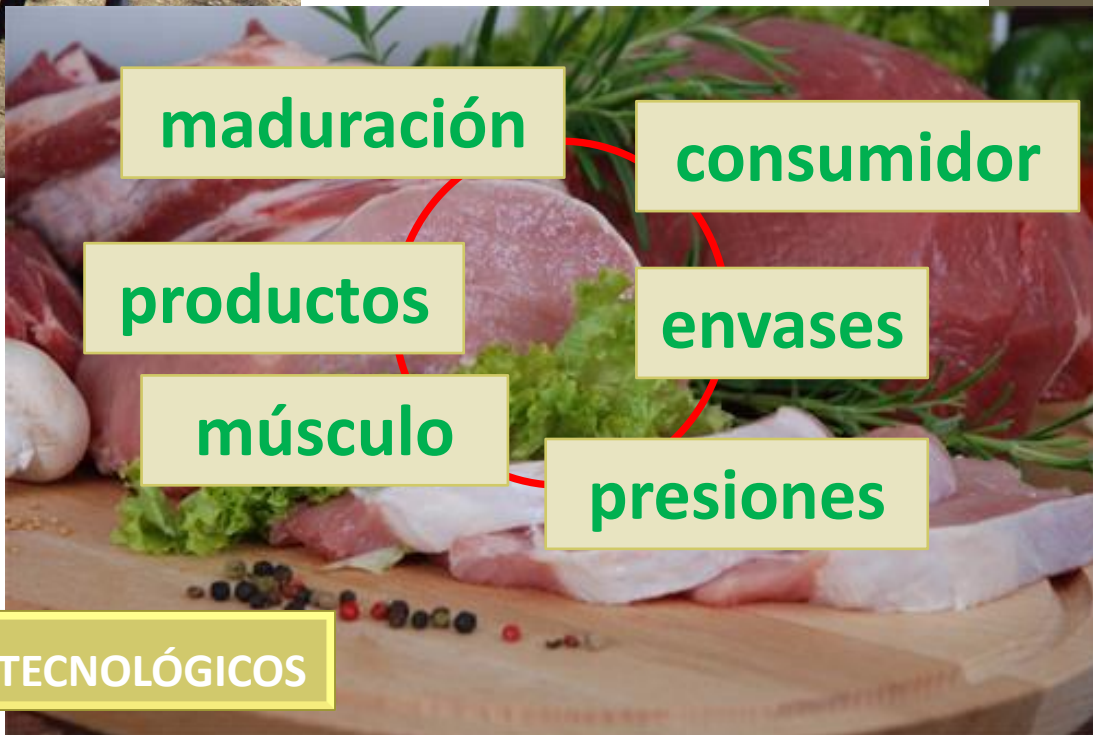 maduración
consumidor
productos
envases
músculo
presiones
TECNOLÓGICOS